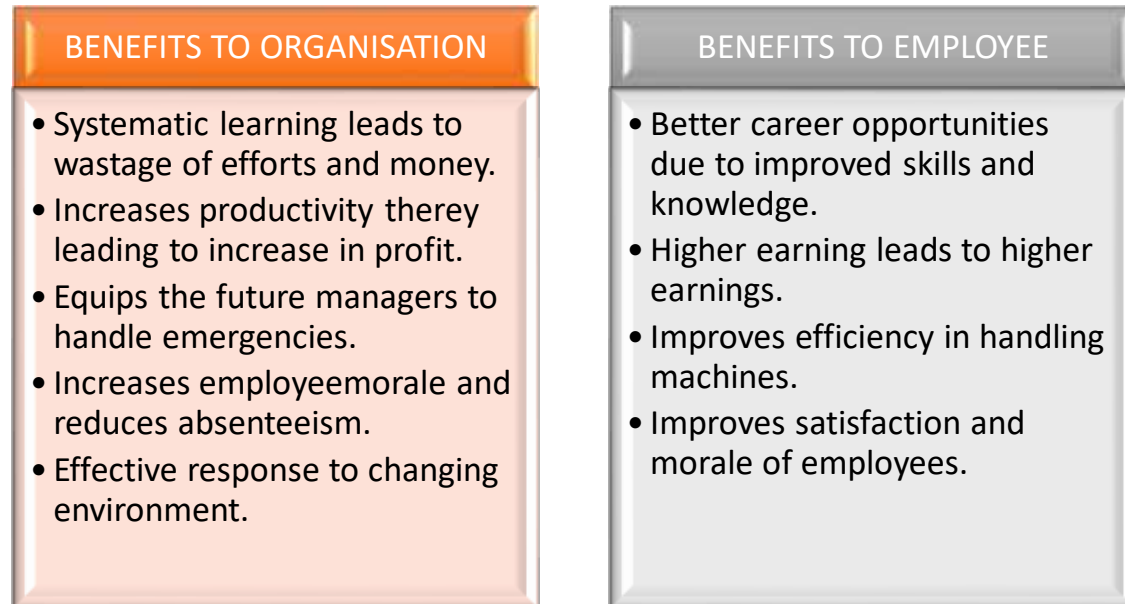 BENEFITS TO ORGANISATION
• Systematic learning leads to
wastage of efforts and money.
• Increases productivity therey
leading to increase in profit.
• Equips the future managers to
handle emergencies.
• Increases employeemorale and
reduces absenteeism.
• Effective response to changing
environment.
BENEFITS TO EMPLOYEE
• Better career opportunities
due to improved skills and
knowledge.
• Higher earning leads to higher
earnings.
• Improves efficiency in handling
machines.
• Improves satisfaction and
morale of employees.